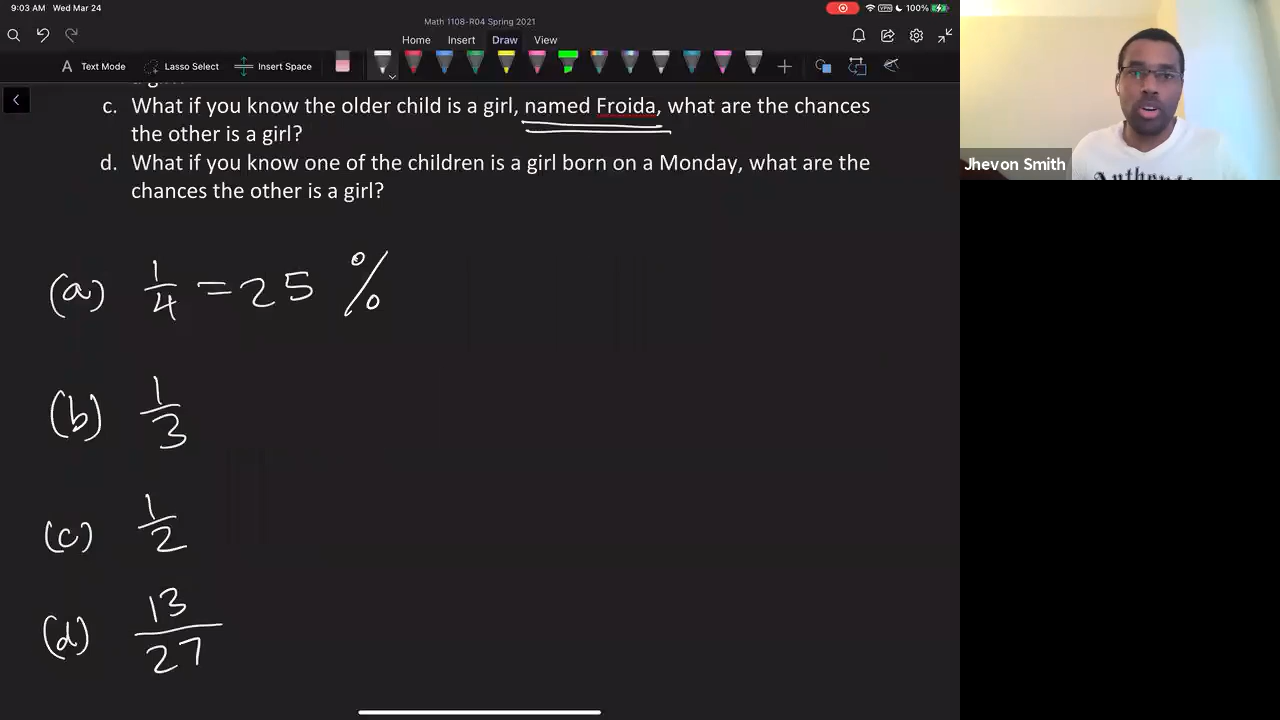 9:03 AM Wed Mar 24
100%
Math 1108-R04 Spring 2021
Home Insert Draw View
Text Mode Lasso Select Insert Space
c. What if you know the older child is a girl, named Froida, what are the chances
the other is a girl?
d. What if you know one of the children is a girl born on a Monday, what are the
chances the other is a girl?
(a) 1/4 = 25 %
(b) 1/3
(c) 1/2
(d) 13/27
Jhevon Smith